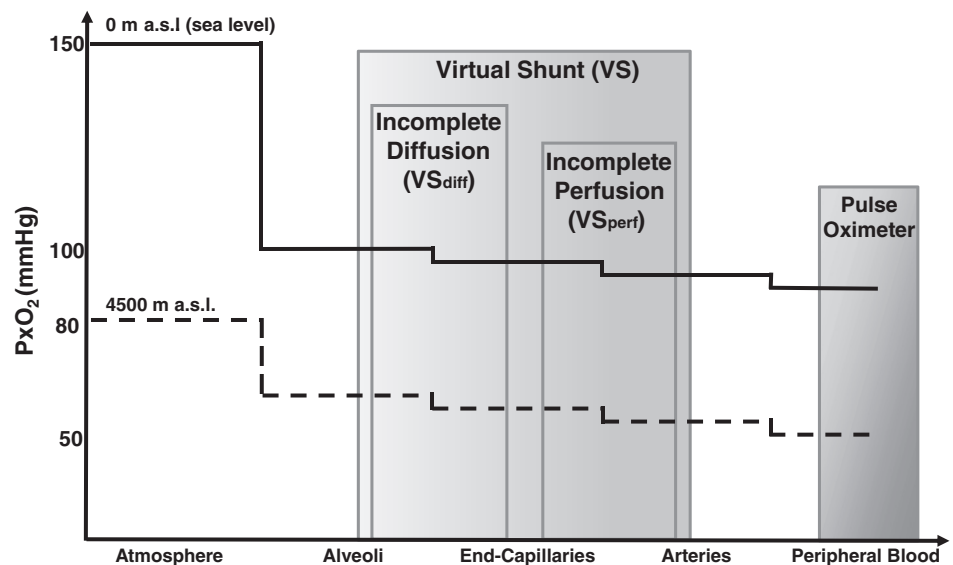 0 m a.s.l (sea level)
150
Virtual Shunt (VS)
Incomplete
Diffusion
(VSdiff)
Incomplete
Perfusion
(VSperf)
Pulse
Oximeter
100
4500 m a.s.l.
80
50
PxO₂ (mmHg)
Atmosphere
Alveoli
End-Capillaries
Arteries
Peripheral Blood